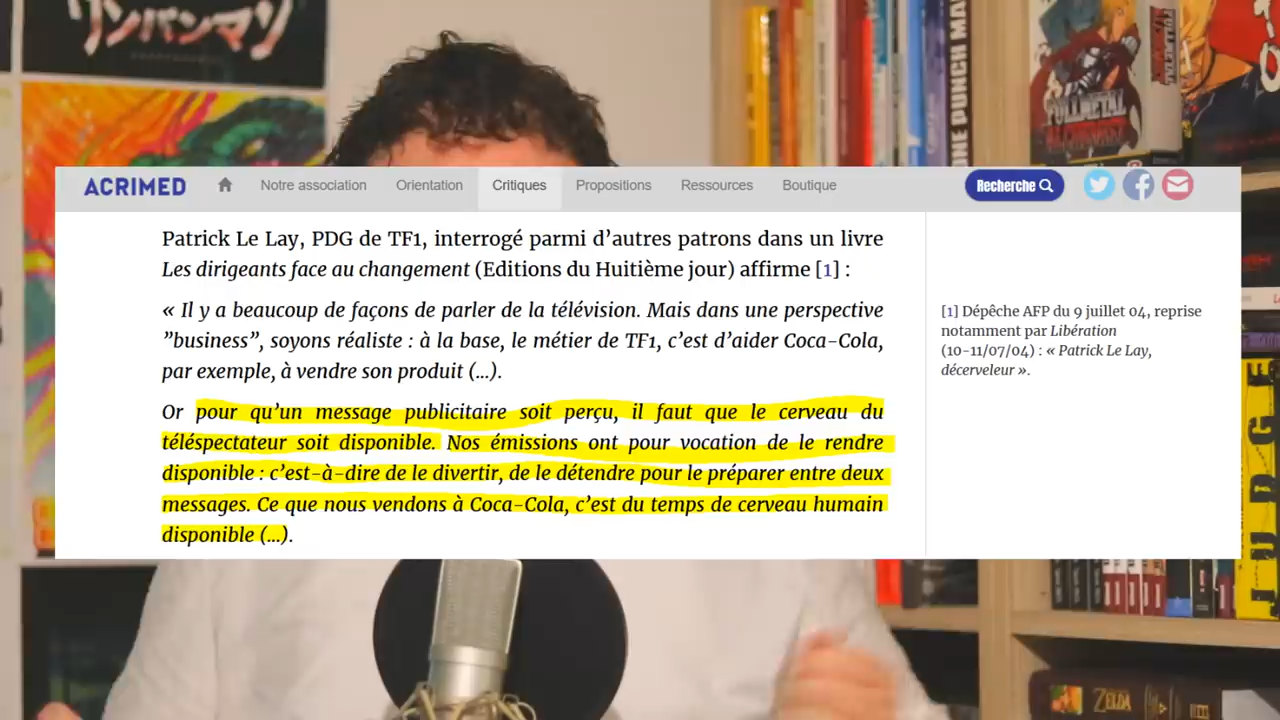 ワンパンマン
ONE PUNCH MAN
FULLMETAL
ALCHEMIST
ACRIMED
Notre association
Orientation
Critiques
Propositions
Ressources
Boutique
Recherche
Patrick Le Lay, PDG de TF1, interrogé parmi d’autres patrons dans un livre
Les dirigeants face au changement (Editions du Huitième jour) affirme [1] :
« Il y a beaucoup de façons de parler de la télévision. Mais dans une perspective
”business”, soyons réaliste : à la base, le métier de TF1, c’est d’aider Coca-Cola,
par exemple, à vendre son produit (...).
Or pour qu’un message publicitaire soit perçu, il faut que le cerveau du
téléspectateur soit disponible. Nos émissions ont pour vocation de le rendre
disponible : c’est-à-dire de le divertir, de le détendre pour le préparer entre deux
messages. Ce que nous vendons à Coca-Cola, c’est du temps de cerveau humain
disponible (...).
[1] Dépêche AFP du 9 juillet 04, reprise
notamment par Libération
(10-11/07/04) : « Patrick Le Lay,
décerveleur ».
JUDGE
ZELDA